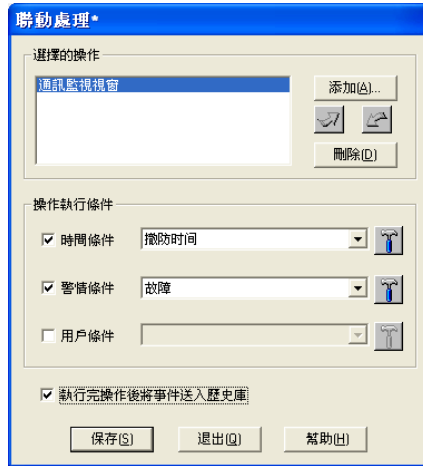 聯動處理*
選擇的操作
通訊監視視窗
添加(A)...
刪除(D)
操作執行條件
時間條件 撤防时间
警情條件 故障
用戶條件
執行完操作後將事件送入歷史庫
保存(S) 退出(Q) 幫助(H)